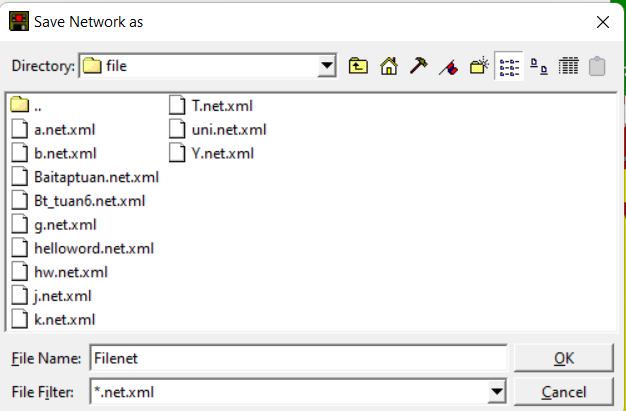 Save Network as
Directory: file
..
a.net.xml
b.net.xml
Baitaptuan.net.xml
Bt_tuan6.net.xml
g.net.xml
helloword.net.xml
hw.net.xml
j.net.xml
k.net.xml
T.net.xml
uni.net.xml
Y.net.xml
File Name: Filenet OK
File Filter: *.net.xml Cancel